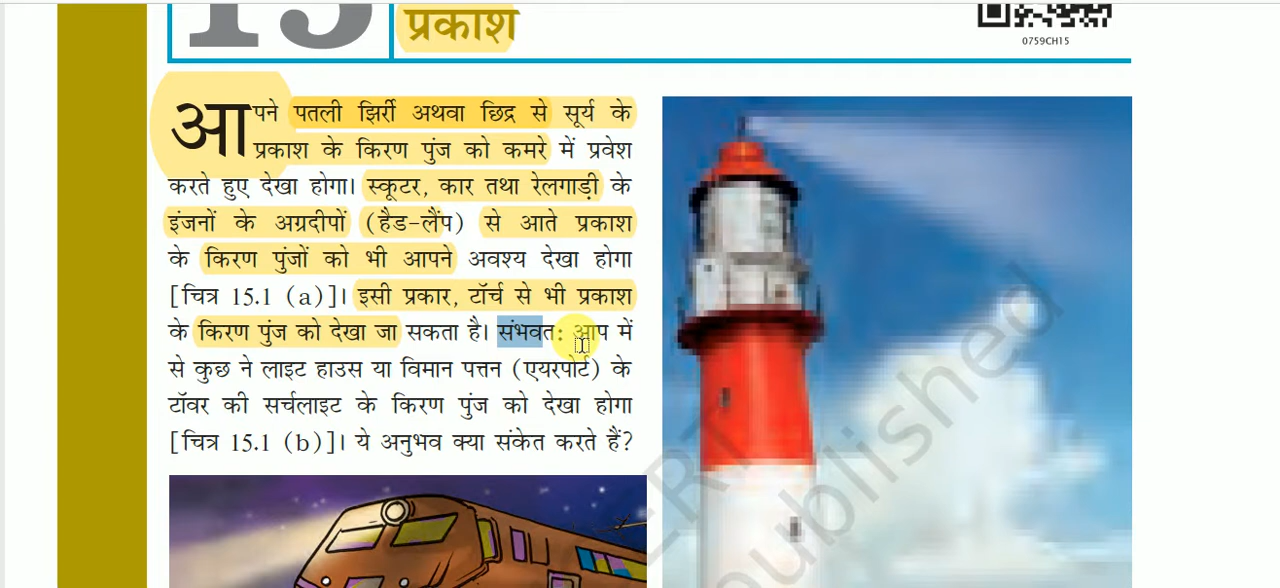 15
प्रकाश
0759CH15
आपने पतली झिर्री अथवा छिद्र से सूर्य के
प्रकाश के किरण पुंज को कमरे में प्रवेश
करते हुए देखा होगा। स्कूटर, कार तथा रेलगाड़ी के
इंजनों के अग्रदीपों (हैड-लैंप) से आते प्रकाश
के किरण पुंजों को भी आपने अवश्य देखा होगा
[चित्र 15.1 (a)]। इसी प्रकार, टॉर्च से भी प्रकाश
के किरण पुंज को देखा जा सकता है। संभवतः आप में
से कुछ ने लाइट हाउस या विमान पत्तन (एयरपोर्ट) के
टॉवर की सर्चलाइट के किरण पुंज को देखा होगा
[चित्र 15.1 (b)]। ये अनुभव क्या संकेत करते हैं?
published